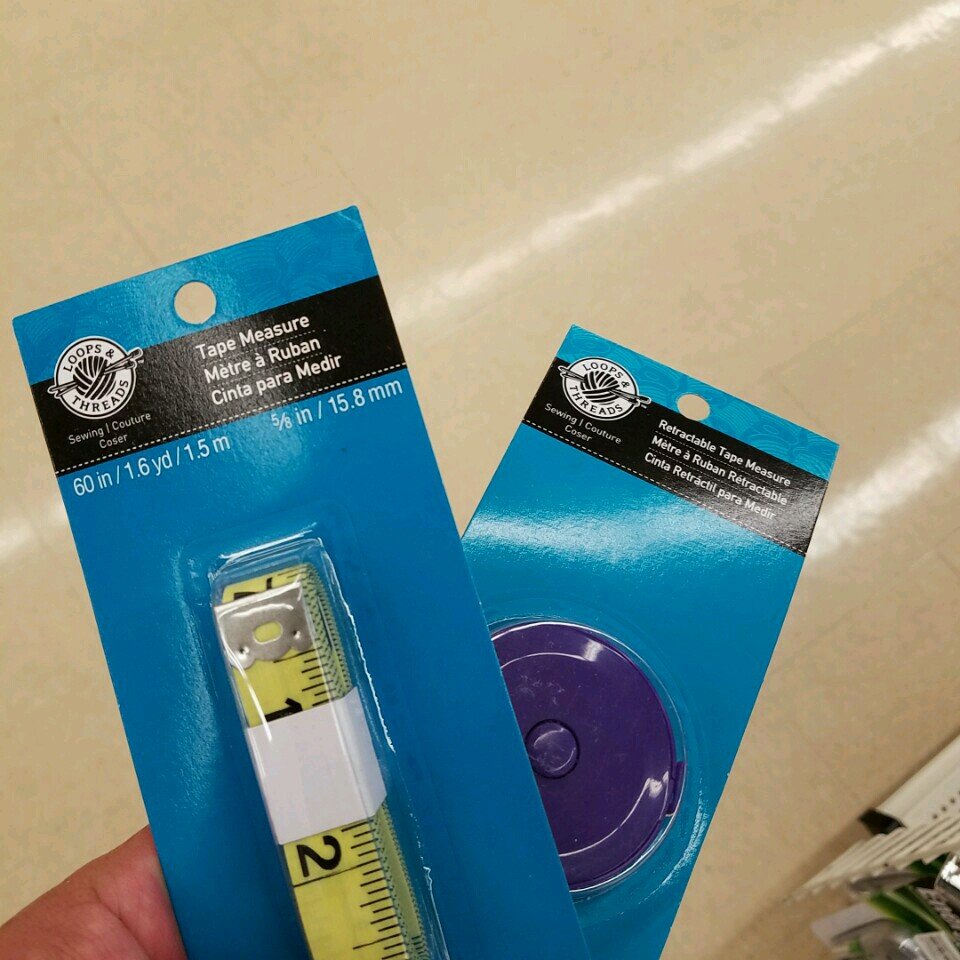 LOOPS &
THREADS
Sewing | Couture
Coser
Tape Measure
Mètre à Ruban
Cinta para Medir
60 in / 1.6 yd / 1.5 m
5/8 in / 15.8 mm
1
2
LOOPS &
THREADS
Sewing | Couture
Coser
Retractable Tape Measure
Mètre à Ruban Rétractable
Cinta Retráctil para Medir